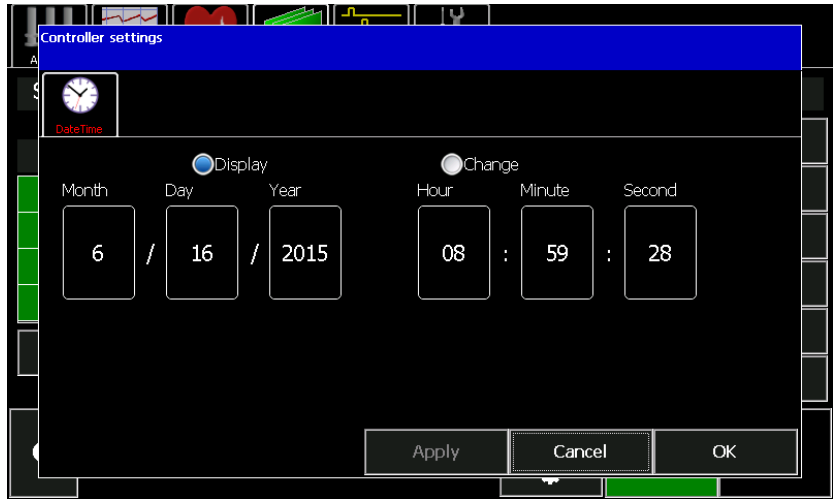 Controller settings
DateTime
Display Change
Month Day Year Hour Minute Second
6 / 16 / 2015 08 : 59 : 28
Apply Cancel OK